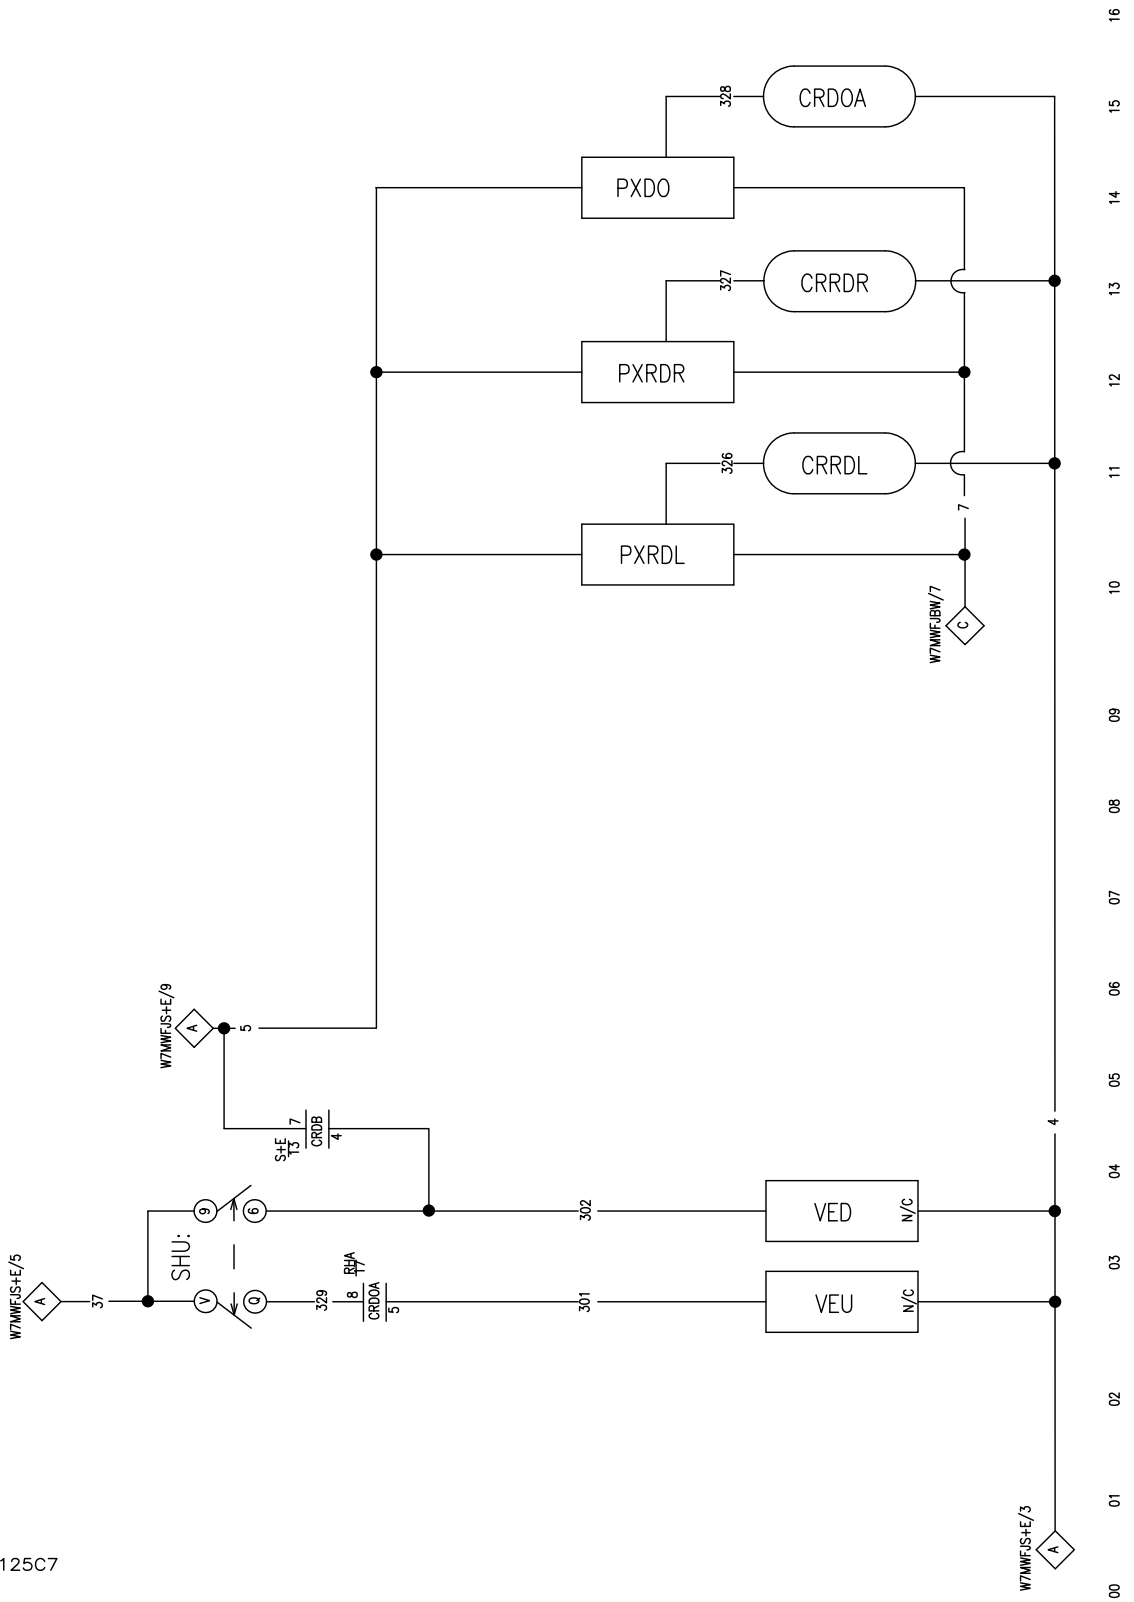 16
15
14
13
12
11
10
09
08
07
06
05
04
03
02
01
00
328
CRDOA
PXDO
327
CRRDR
PXRDR
326
CRRDL
PXRDL
7
W7MWFJBW/7
C
W7MWFJS+E/9
A
5
S+E
13
7
CRDB
4
W7MWFJS+E/5
A
37
SHU:
9
6
302
VED
N/C
4
V
Q
329
RHA
17
8
CRDOA
5
301
VEU
N/C
W7MWFJS+E/3
A
125C7